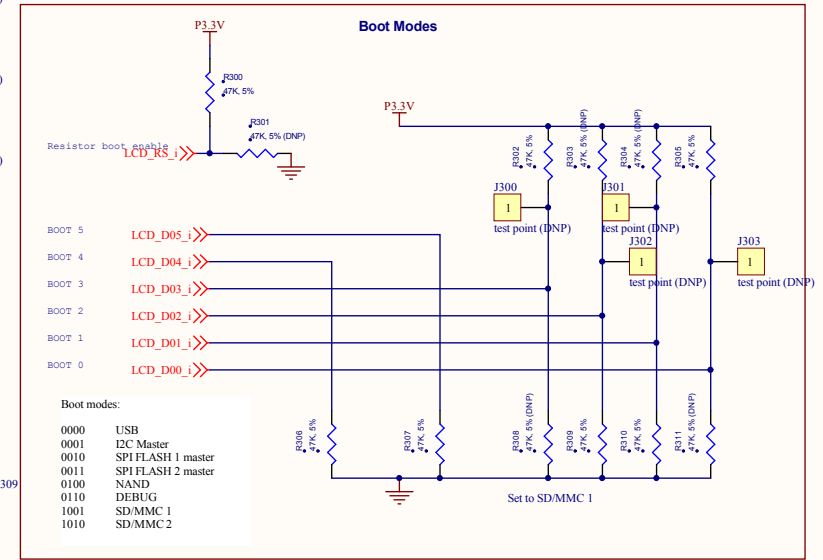 Boot Modes
P3.3V
R300
47K, 5%
R301
47K, 5% (DNP)
Resistor boot enable
LCD_RS_i
P3.3V
R302
47K, 5%
R303
47K, 5% (DNP)
R304
47K, 5% (DNP)
R305
47K, 5%
J300
1
test point (DNP)
J301
1
test point (DNP)
J302
1
test point (DNP)
J303
1
test point (DNP)
BOOT 5
LCD_D05_i
BOOT 4
LCD_D04_i
BOOT 3
LCD_D03_i
BOOT 2
LCD_D02_i
BOOT 1
LCD_D01_i
BOOT 0
LCD_D00_i
R306
47K, 5%
R307
47K, 5%
R308
47K, 5% (DNP)
R309
47K, 5%
R310
47K, 5%
R311
47K, 5% (DNP)
Boot modes:
0000 USB
0001 I2C Master
0010 SPI FLASH 1 master
0011 SPI FLASH 2 master
0100 NAND
0110 DEBUG
1001 SD/MMC 1
1010 SD/MMC 2
Set to SD/MMC 1
309